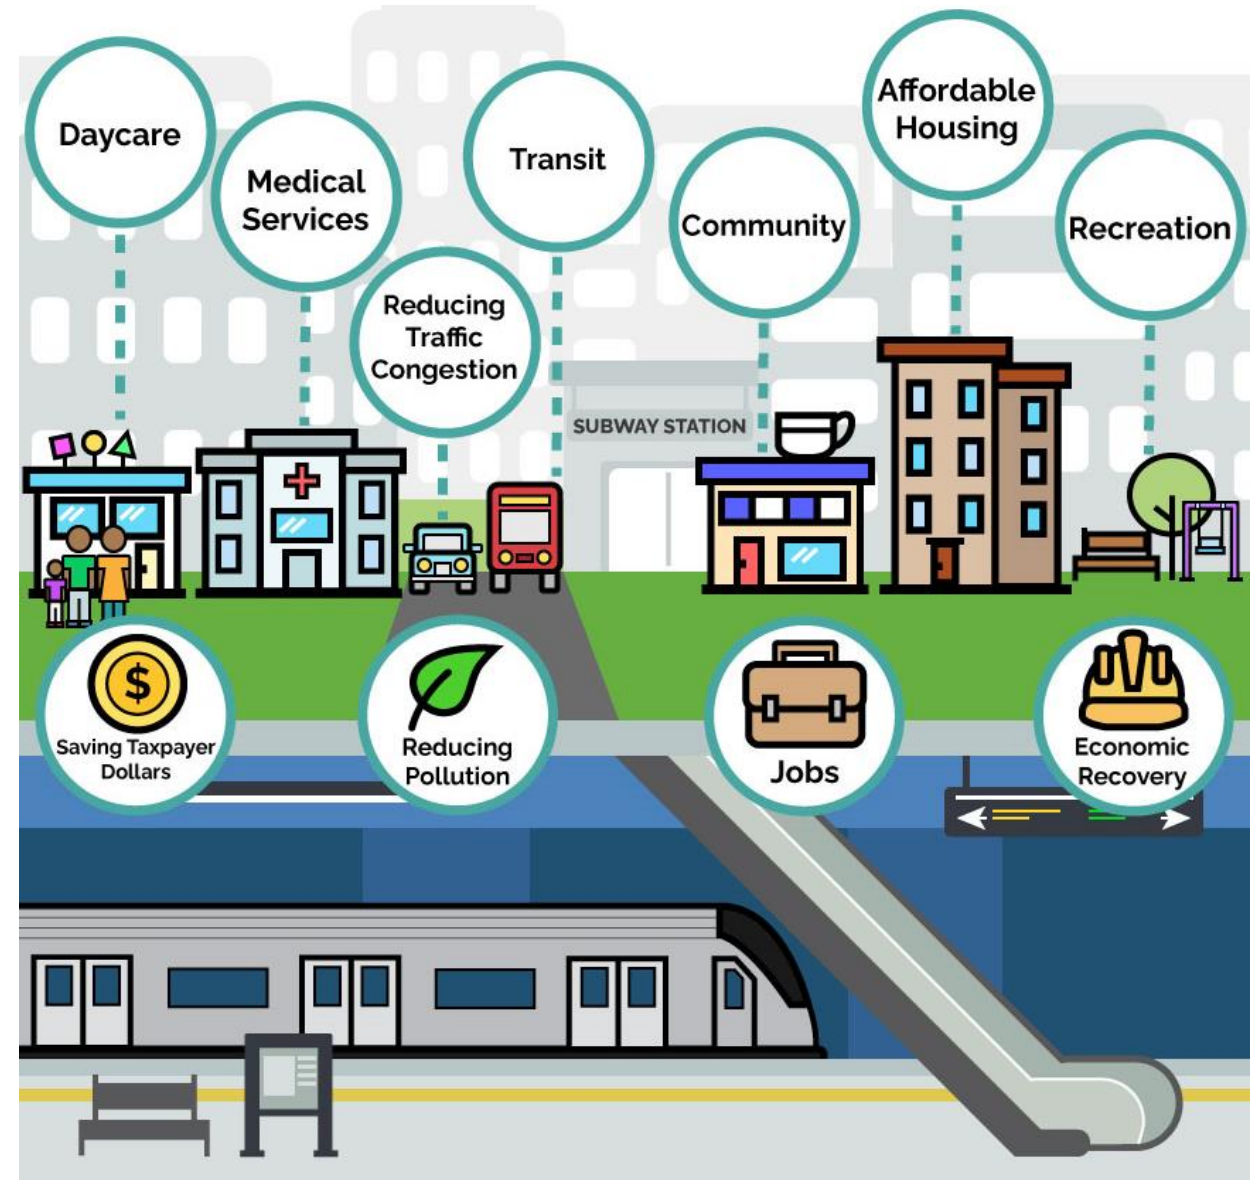 Daycare
Medical
Services
Reducing
Traffic
Congestion
Transit
Community
Affordable
Housing
Recreation
SUBWAY STATION
$
Saving Taxpayer
Dollars
Reducing
Pollution
Jobs
Economic
Recovery